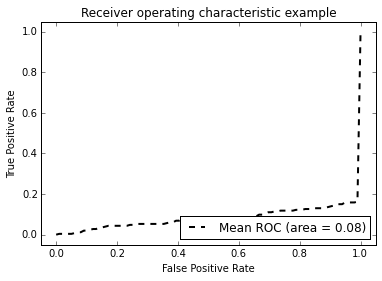 Receiver operating characteristic example
True Positive Rate
1.0
0.8
0.6
0.4
0.2
0.0
Mean ROC (area = 0.08)
0.0 0.2 0.4 0.6 0.8 1.0
False Positive Rate